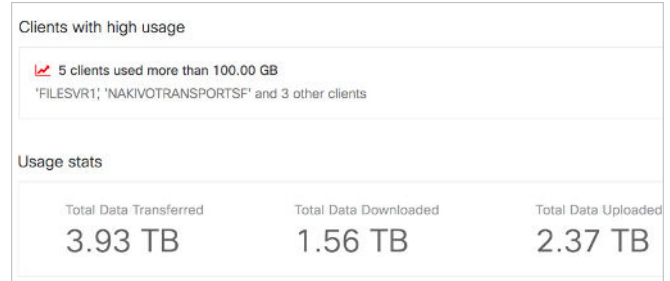 Clients with high usage
5 clients used more than 100.00 GB
'FILESVR1', 'NAKIVOTRANSPORTSF' and 3 other clients
Usage stats
Total Data Transferred Total Data Downloaded Total Data Uploaded
3.93 TB 1.56 TB 2.37 TB